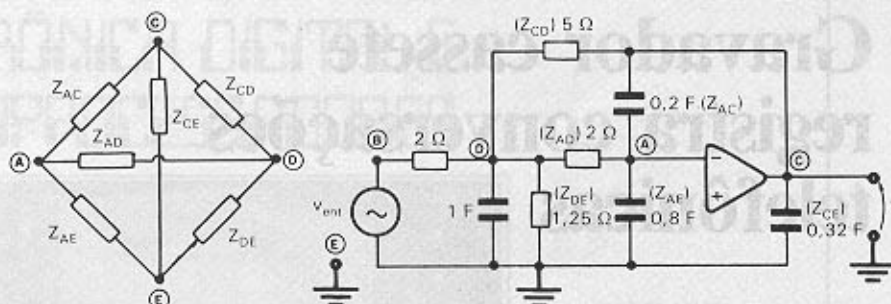 Gravador cassete
registra conversações
telefônicas
C
Z_AC
Z_CD
Z_CE
Z_AD
A
D
Z_AE
Z_DE
E
(Z_CD) 5 Ω
0,2 F (Z_AC)
B
2 Ω
D
(Z_AD) 2 Ω
A
C
−
+
V_ent
1 F
(Z_DE)
1,25 Ω
(Z_AE)
0,8 F
(Z_CE)
0,32 F
E